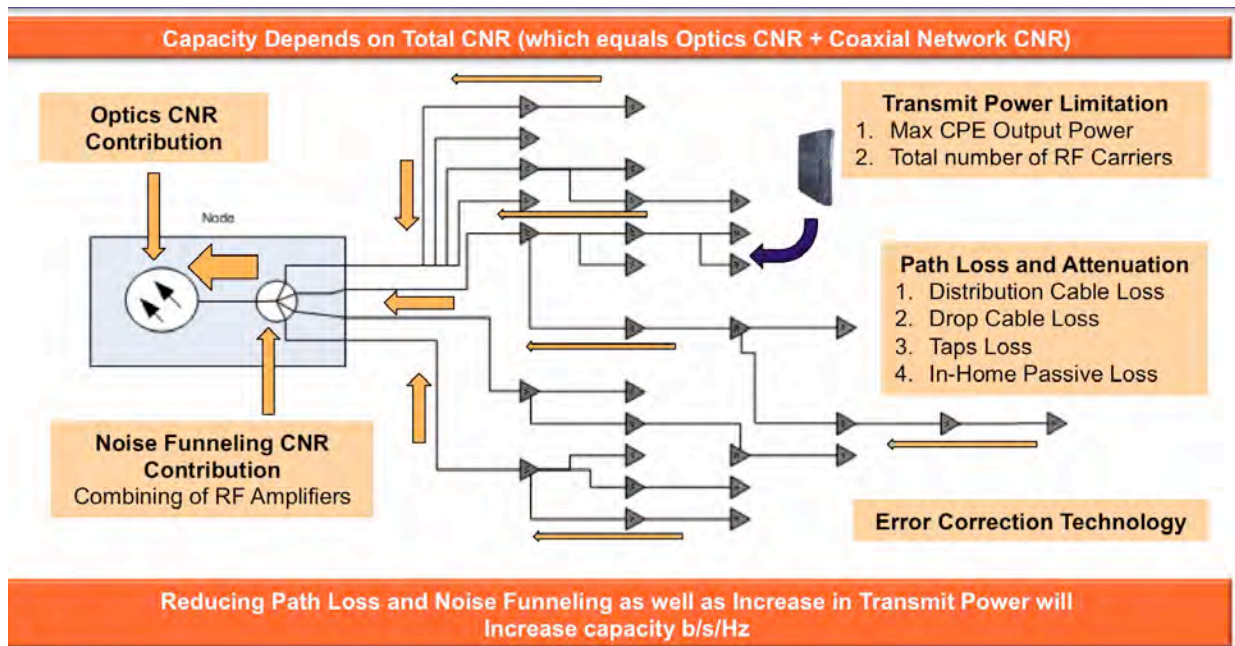 Capacity Depends on Total CNR (which equals Optics CNR + Coaxial Network CNR)
Optics CNR
Contribution
Node
Noise Funneling CNR
Contribution
Combining of RF Amplifiers
Transmit Power Limitation
1. Max CPE Output Power
2. Total number of RF Carriers
Path Loss and Attenuation
1. Distribution Cable Loss
2. Drop Cable Loss
3. Taps Loss
4. In-Home Passive Loss
Error Correction Technology
Reducing Path Loss and Noise Funneling as well as Increase in Transmit Power will
Increase capacity b/s/Hz